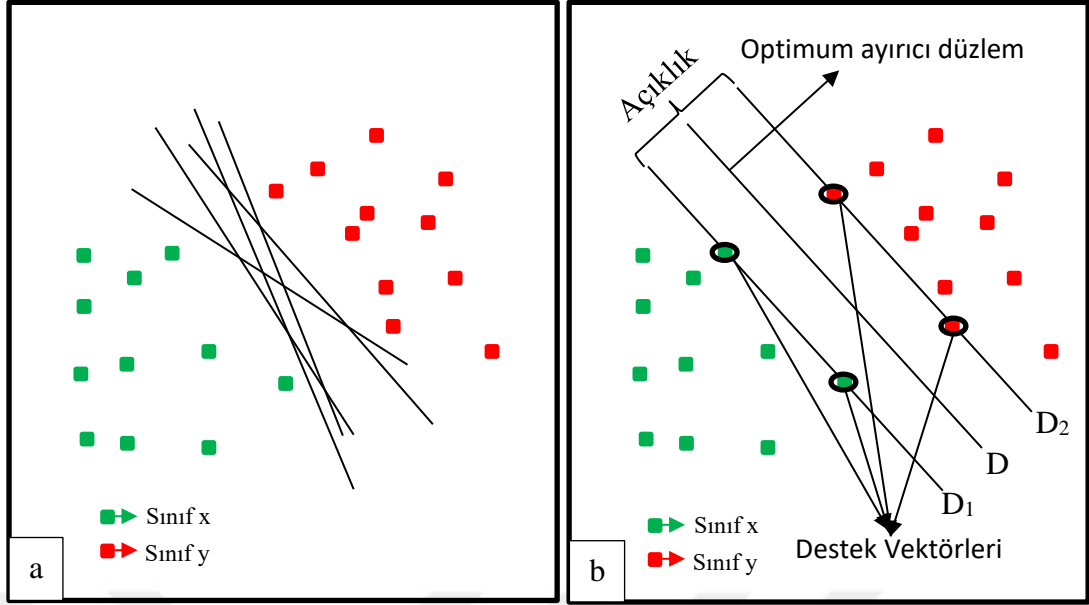 Sınıf x
Sınıf y
a
Optimum ayırıcı düzlem
Açıklık
D₂
D
D₁
Sınıf x
Sınıf y
Destek Vektörleri
b